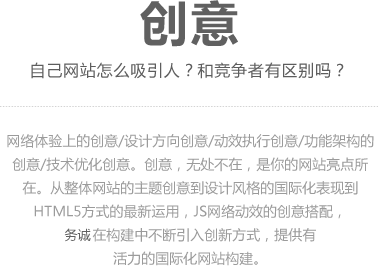 创意
自己网站怎么吸引人？和竞争者有区别吗？
网络体验上的创意/设计方向创意/动效执行创意/功能架构的
创意/技术优化创意。创意，无处不在，是你的网站亮点所
在。从整体网站的主题创意到设计风格的国际化表现到
HTML5方式的最新运用，JS网络动效的创意搭配，
务诚在构建中不断引入创新方式，提供有
活力的国际化网站构建。